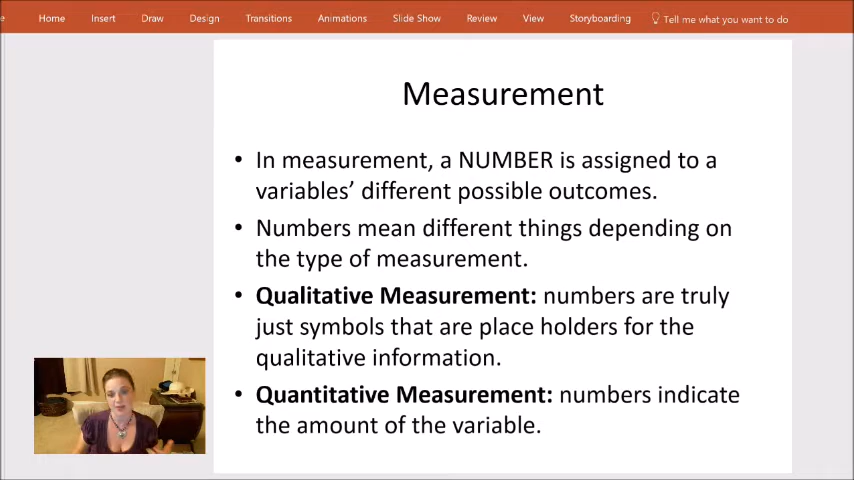 Home Insert Draw Design Transitions Animations Slide Show Review View Storyboarding Tell me what you want to do
Measurement
• In measurement, a NUMBER is assigned to a
variables’ different possible outcomes.
• Numbers mean different things depending on
the type of measurement.
• Qualitative Measurement: numbers are truly
just symbols that are place holders for the
qualitative information.
• Quantitative Measurement: numbers indicate
the amount of the variable.